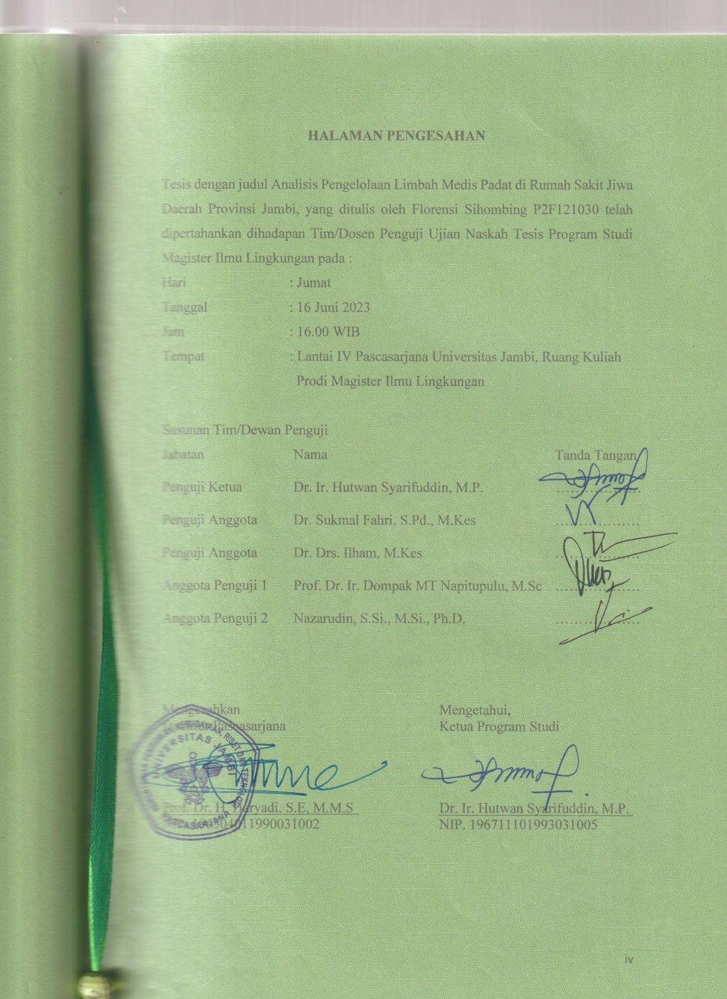 HALAMAN PENGESAHAN
Tesis dengan judul Analisis Pengelolaan Limbah Medis Padat di Rumah Sakit Jiwa
Daerah Provinsi Jambi, yang ditulis oleh Florensi Sihombing P2F121030 telah
dipertahankan dihadapan Tim/Dosen Penguji Ujian Naskah Tesis Program Studi
Magister Ilmu Lingkungan pada :
Hari : Jumat
Tanggal : 16 Juni 2023
Jam : 16.00 WIB
Tempat : Lantai IV Pascasarjana Universitas Jambi, Ruang Kuliah
Prodi Magister Ilmu Lingkungan
Susunan Tim/Dewan Penguji
Jabatan Nama Tanda Tangan
Penguji Ketua Dr. Ir. Hutwan Syarifuddin, M.P.
Penguji Anggota Dr. Sukmal Fahri, S.Pd., M.Kes
Penguji Anggota Dr. Drs. Ilham, M.Kes
Anggota Penguji 1 Prof. Dr. Ir. Dompak MT Napitupulu, M.Sc
Anggota Penguji 2 Nazarudin, S.Si., M.Si., Ph.D.
Mengesahkan Mengetahui,
Pascasarjana Ketua Program Studi
UNIVERSITAS JAMBI
PASCASARJANA
Prof. Dr. H. Haryadi, S.E, M.M.S Dr. Ir. Hutwan Syarifuddin, M.P.
NIP. 196711101993031005
iv